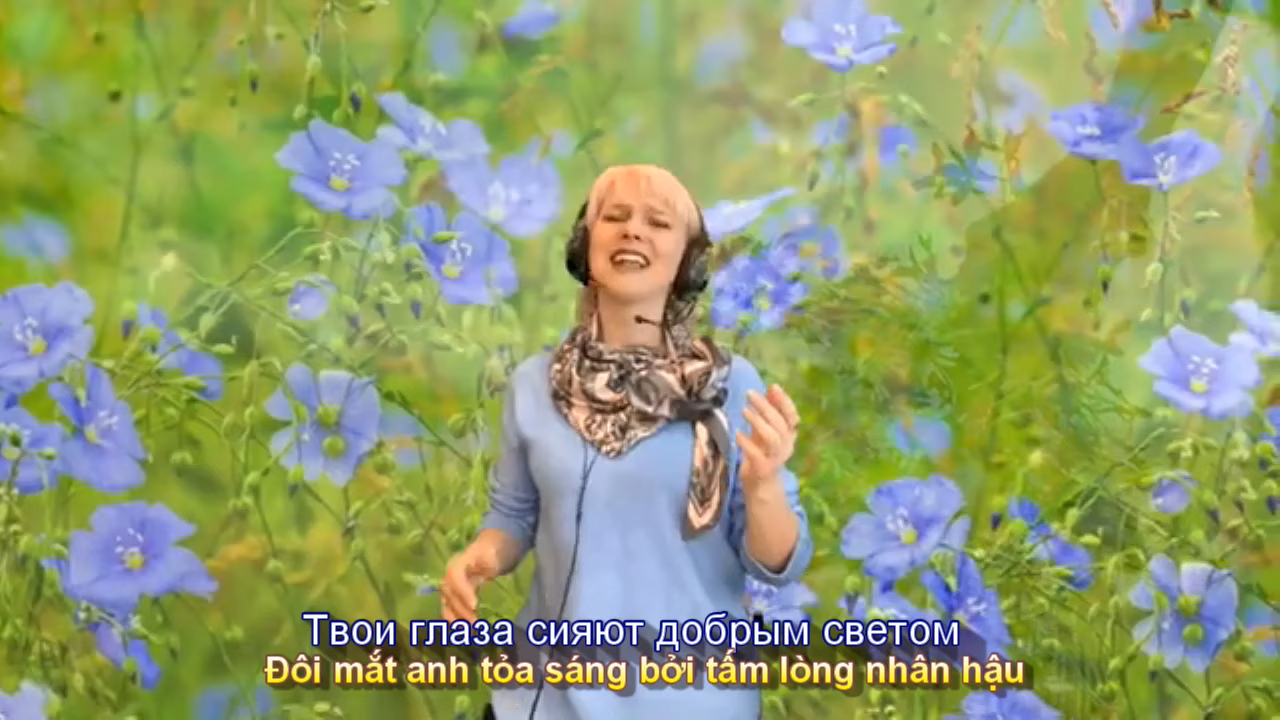 Твои глаза сияют добрым светом
Đôi mắt anh tỏa sáng bởi tấm lòng nhân hậu